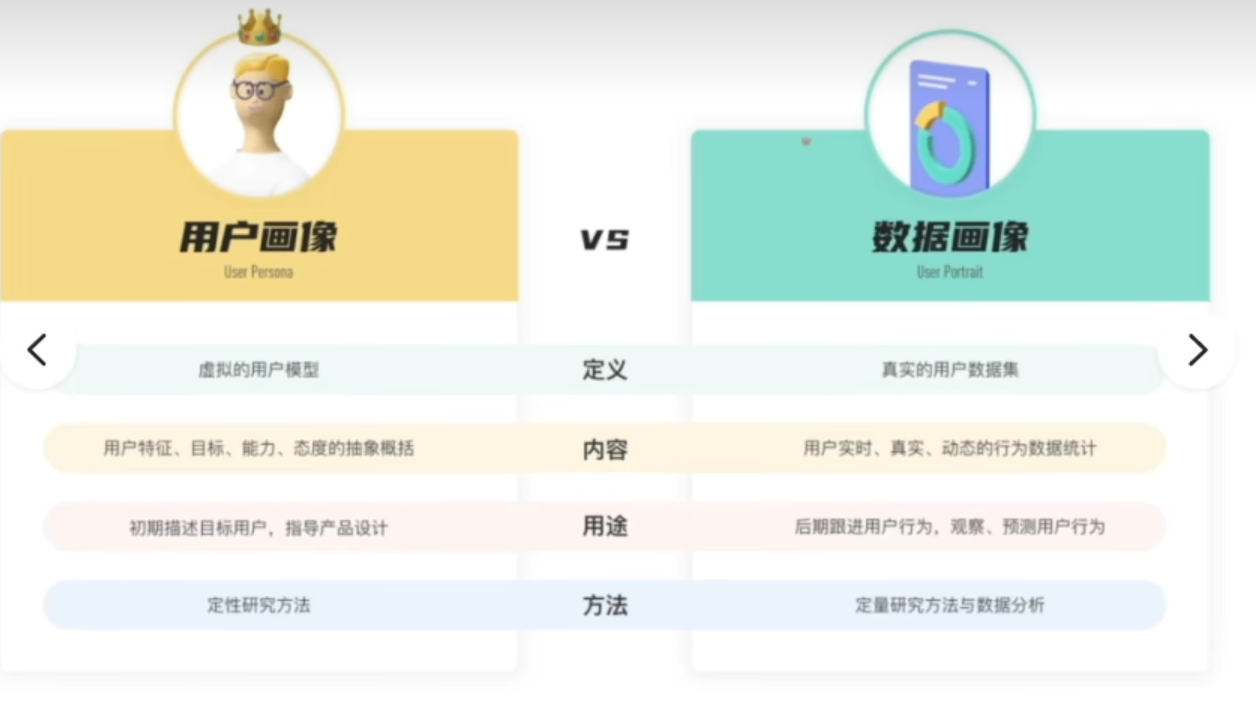 用户画像
User Persona
VS
数据画像
User Portrait
虚拟的用户模型
定义
真实的用户数据集
用户特征、目标、能力、态度的抽象概括
内容
用户实时、真实、动态的行为数据统计
初期描述目标用户，指导产品设计
用途
后期跟进用户行为，观察、预测用户行为
定性研究方法
方法
定量研究方法与数据分析